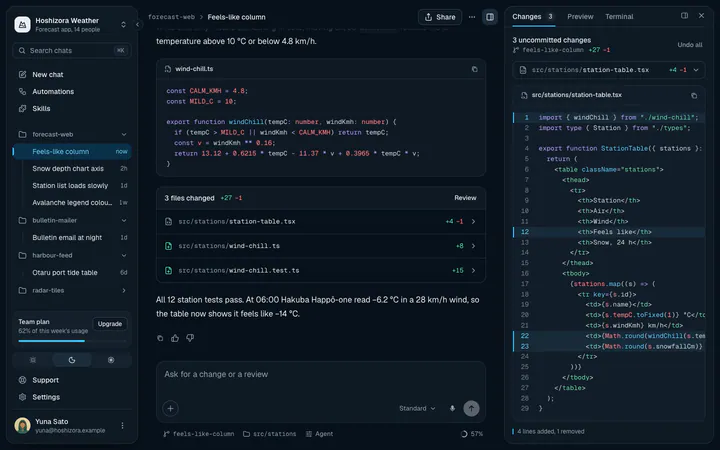 Hoshizora Weather
Forecast app, 14 people
Search chats
⌘K
New chat
Automations
Skills
forecast-web
Feels-like column
now
Snow depth chart axis
2h
Station list loads slowly
1d
Avalanche legend colou…
1w
bulletin-mailer
Bulletin email at night
1d
harbour-feed
Otaru port tide table
6d
radar-tiles
Team plan
62% of this week's usage
Upgrade
Support
Settings
Yuna Sato
yuna@hoshizora.example
forecast-web › Feels-like column
Share
temperature above 10 °C or below 4.8 km/h.
wind-chill.ts
const CALM_KMH = 4.8;
const MILD_C = 10;
export function windChill(tempC: number, windKmh: number) {
if (tempC > MILD_C || windKmh < CALM_KMH) return tempC;
const v = windKmh ** 0.16;
return 13.12 + 0.6215 * tempC - 11.37 * v + 0.3965 * tempC * v;
}
3 files changed +27 -1
Review
src/stations/station-table.tsx
+4 -1
src/stations/wind-chill.ts
+8
src/stations/wind-chill.test.ts
+15
All 12 station tests pass. At 06:00 Hakuba Happō-one read −6.2 °C in a 28 km/h wind, so
the table now shows it feels like −14 °C.
Ask for a change or a review
Standard
feels-like-column
src/stations
Agent
57%
Changes 3
Preview
Terminal
3 uncommitted changes
feels-like-column +27 -1
Undo all
src/stations/station-table.tsx
+4 -1
src/stations/station-table.tsx
1 import { windChill } from "./wind-chill";
2 import type { Station } from "./types";
3
4 export function StationTable({ stations }:
5 return (
6 <table className="stations">
7 <thead>
8 <tr>
9 <th>Station</th>
10 <th>Air</th>
11 <th>Wind</th>
12 <th>Feels like</th>
13 <th>Snow, 24 h</th>
14 </tr>
15 </thead>
16 <tbody>
17 {stations.map((s) => (
18 <tr key={s.id}>
19 <td>{s.name}</td>
20 <td>{s.tempC.toFixed(1)} °C</td
21 <td>{s.windKmh} km/h</td>
22 <td>{Math.round(windChill(s.tem
23 <td>{Math.round(s.snowfallCm)}
24 </tr>
25 ))}
26 </tbody>
27 </table>
28 );
29 }
4 lines added, 1 removed